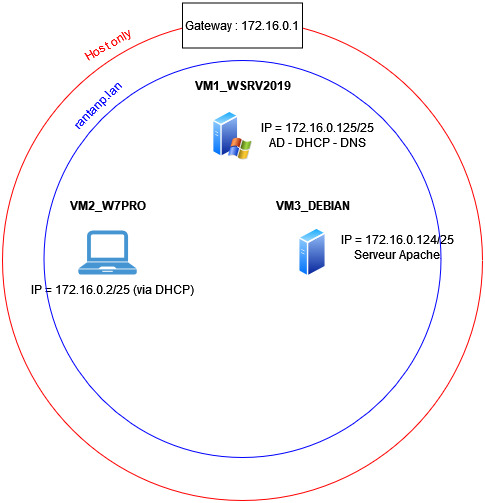 Gateway : 172.16.0.1
Host only
rantanp.lan
VM1_WSRV2019
IP = 172.16.0.125/25
AD - DHCP - DNS
VM2_W7PRO
IP = 172.16.0.2/25 (via DHCP)
VM3_DEBIAN
IP = 172.16.0.124/25
Serveur Apache